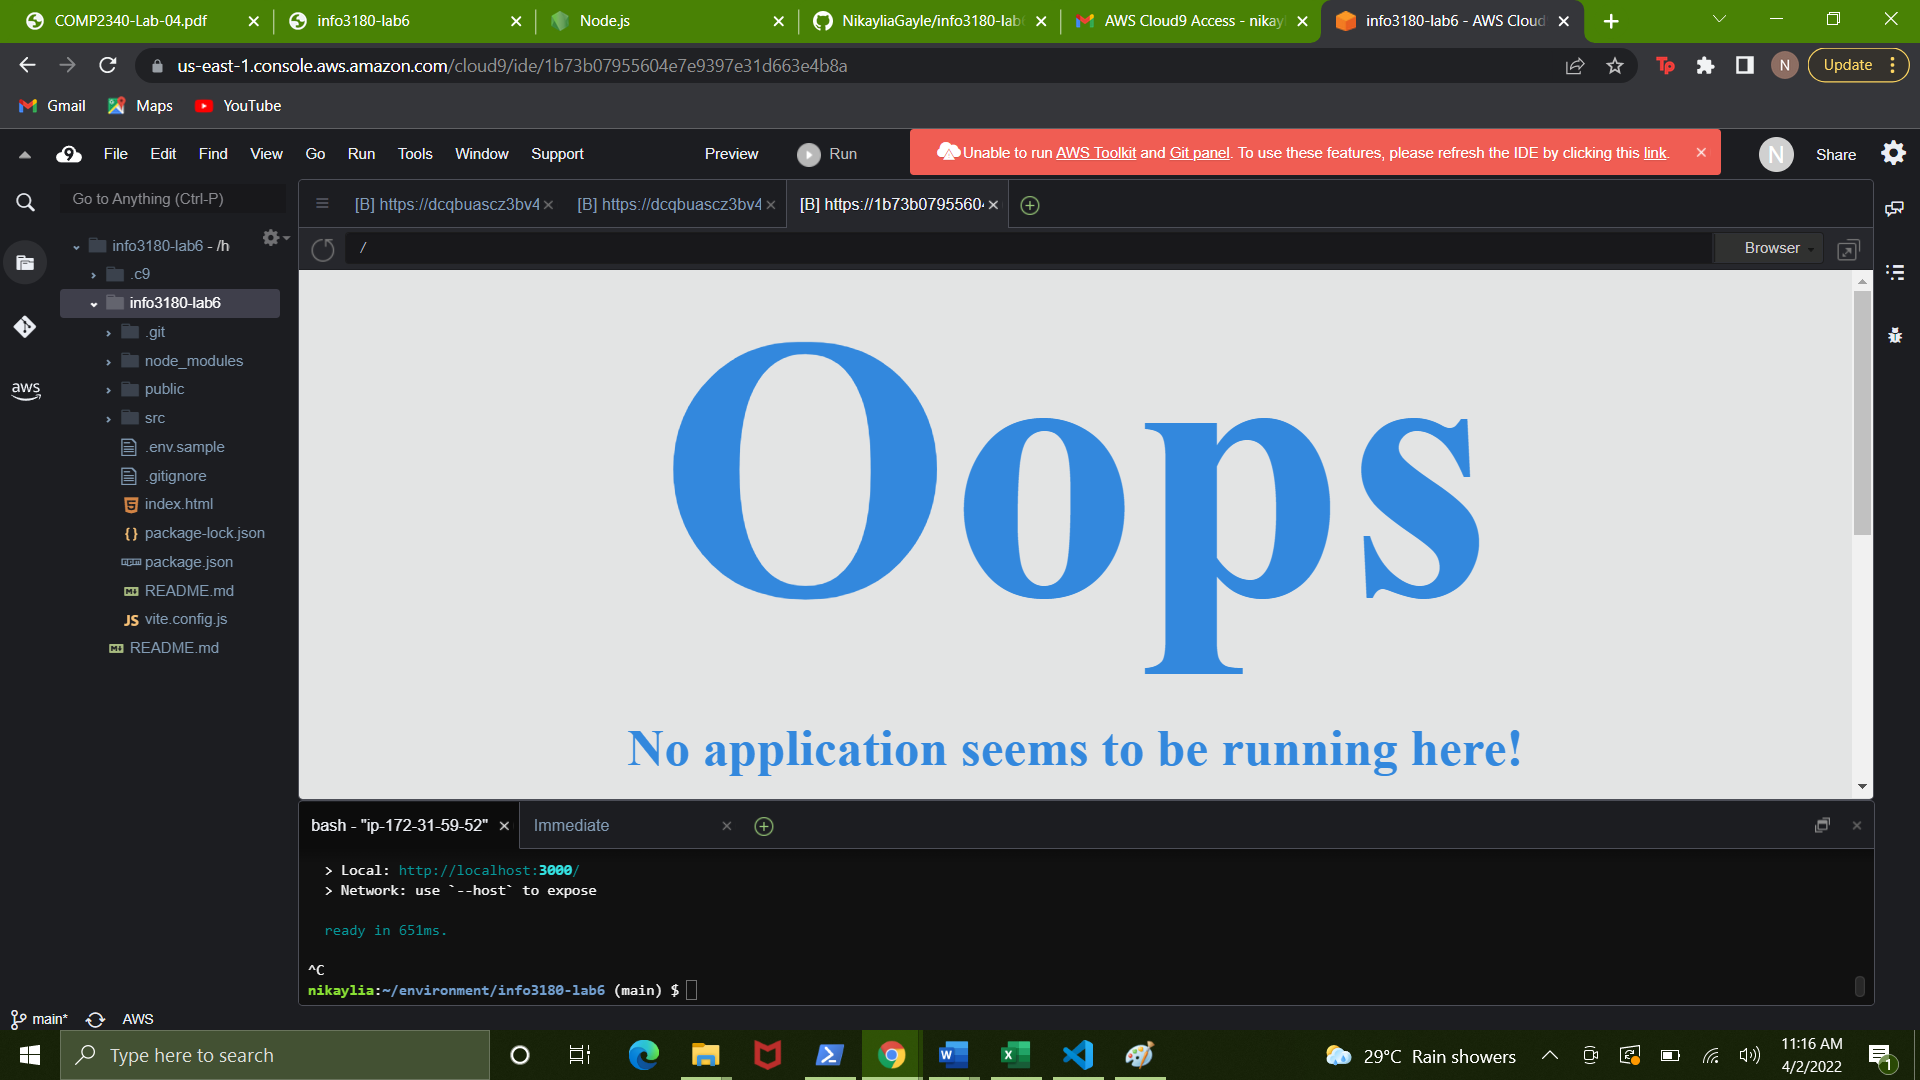 COMP2340-Lab-04.pdf
info3180-lab6
Node.js
NikayliaGayle/info3180-lab
AWS Cloud9 Access - nikay
info3180-lab6 - AWS Cloud
us-east-1.console.aws.amazon.com/cloud9/ide/1b73b07955604e7e9397e31d663e4b8a
N
Update
Gmail
Maps
YouTube
9
File
Edit
Find
View
Go
Run
Tools
Window
Support
Preview
Run
Unable to run AWS Toolkit and Git panel. To use these features, please refresh the IDE by clicking this link.
N
Share
Go to Anything (Ctrl-P)
[B] https://dcqbuascz3bv4
[B] https://dcqbuascz3bv4
[B] https://1b73b0795560
/
Browser
info3180-lab6 - /h
.c9
info3180-lab6
.git
node_modules
public
src
.env.sample
.gitignore
index.html
package-lock.json
package.json
README.md
JS vite.config.js
README.md
aws
Oops
No application seems to be running here!
bash - "ip-172-31-59-52"
Immediate
> Local: http://localhost:3000/
> Network: use `--host` to expose
ready in 651ms.
^C
nikaylia:~/environment/info3180-lab6 (main) $
main*
AWS
Type here to search
29°C Rain showers
11:16 AM
4/2/2022
1